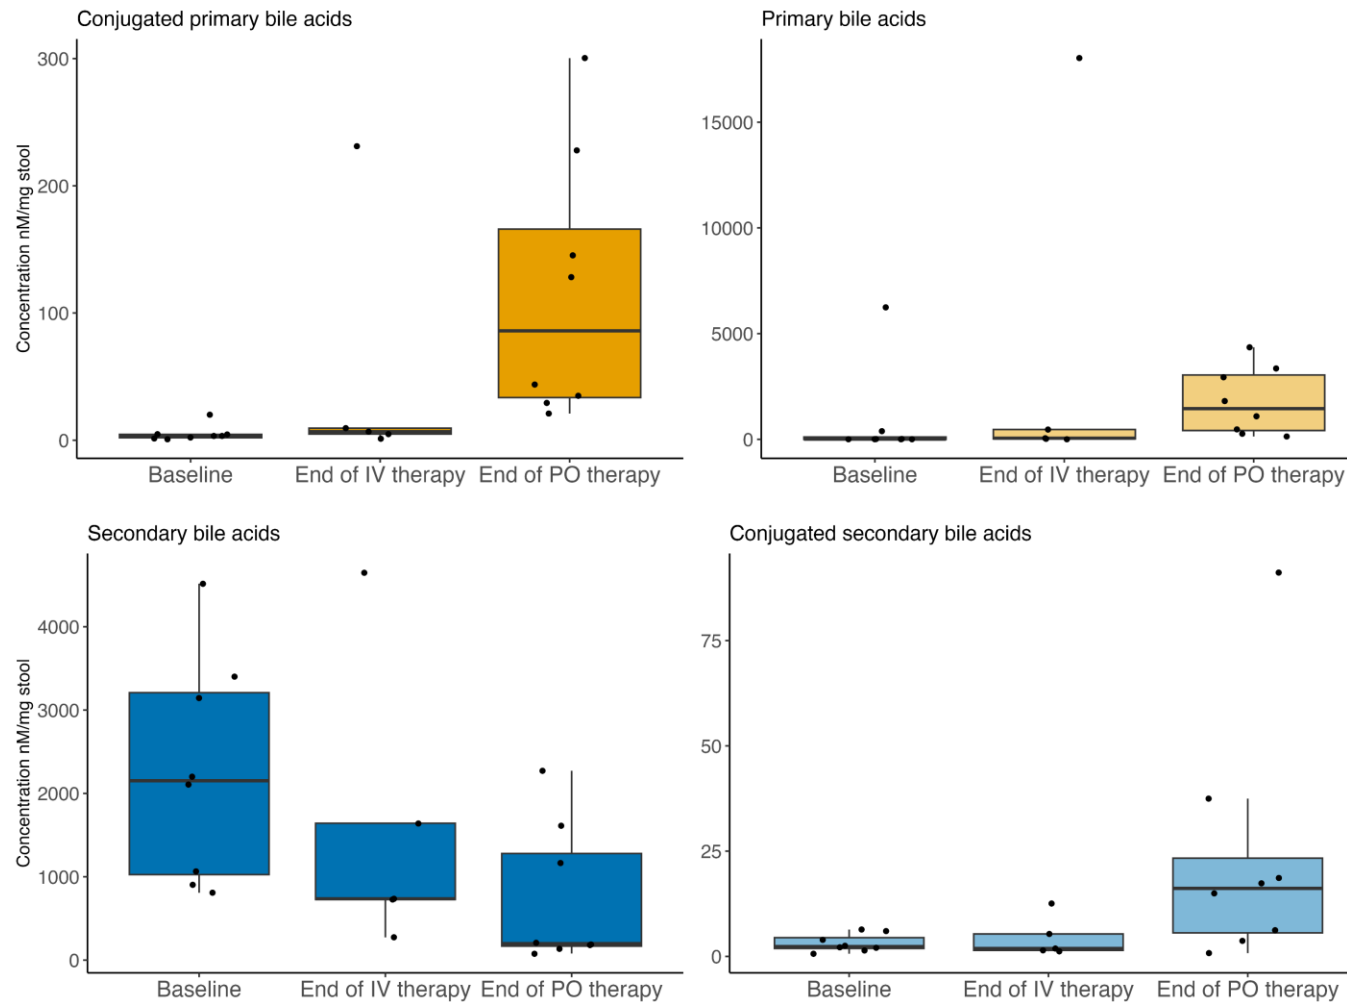 Conjugated primary bile acids
Primary bile acids
Concentration nM/mg stool
300
200
100
0
Baseline
End of IV therapy
End of PO therapy
15000
10000
5000
0
Baseline
End of IV therapy
End of PO therapy
Secondary bile acids
Conjugated secondary bile acids
Concentration nM/mg stool
4000
3000
2000
1000
0
Baseline
End of IV therapy
End of PO therapy
75
50
25
0
Baseline
End of IV therapy
End of PO therapy